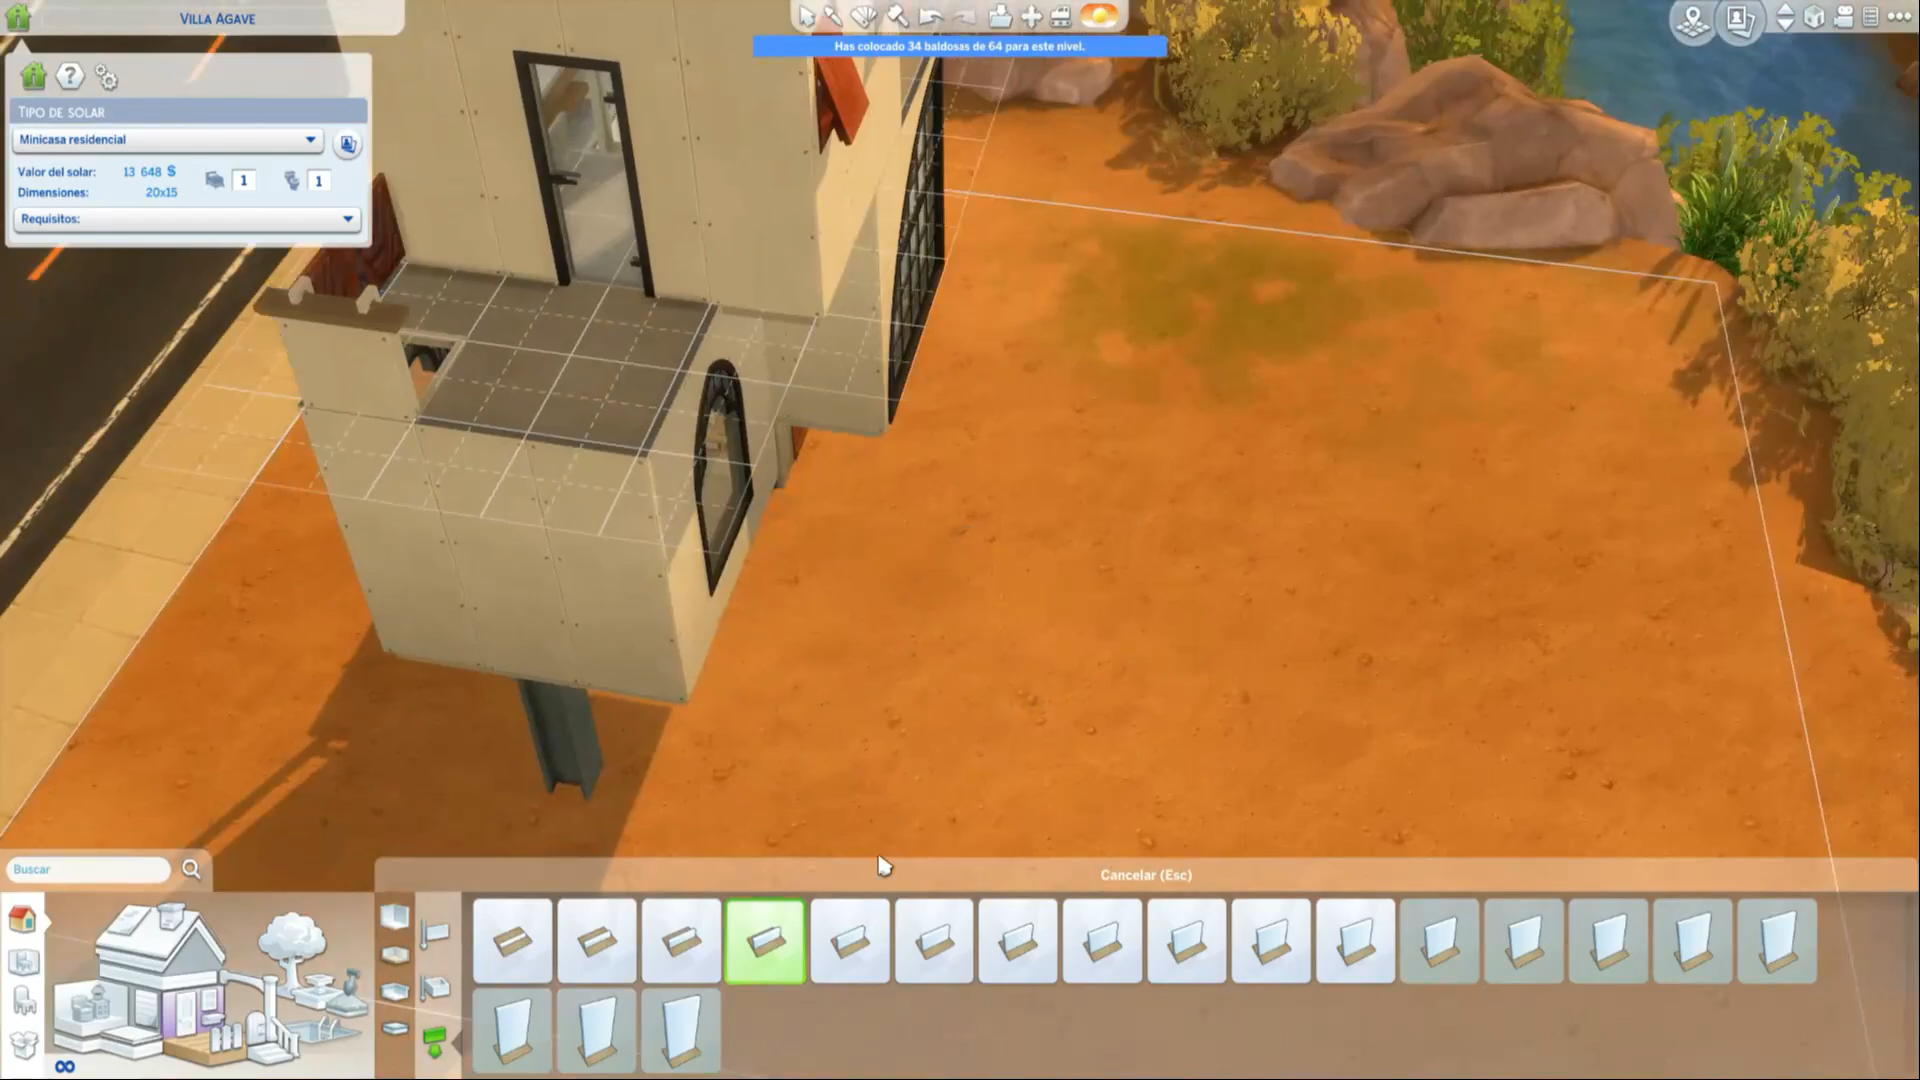 VILLA AGAVE
Has colocado 34 baldosas de 64 para este nivel.
?
TIPO DE SOLAR
Minicasa residencial
Valor del solar: 13 648 $ 1 1
Dimensiones: 20x15
Requisitos:
Buscar
Cancelar (Esc)